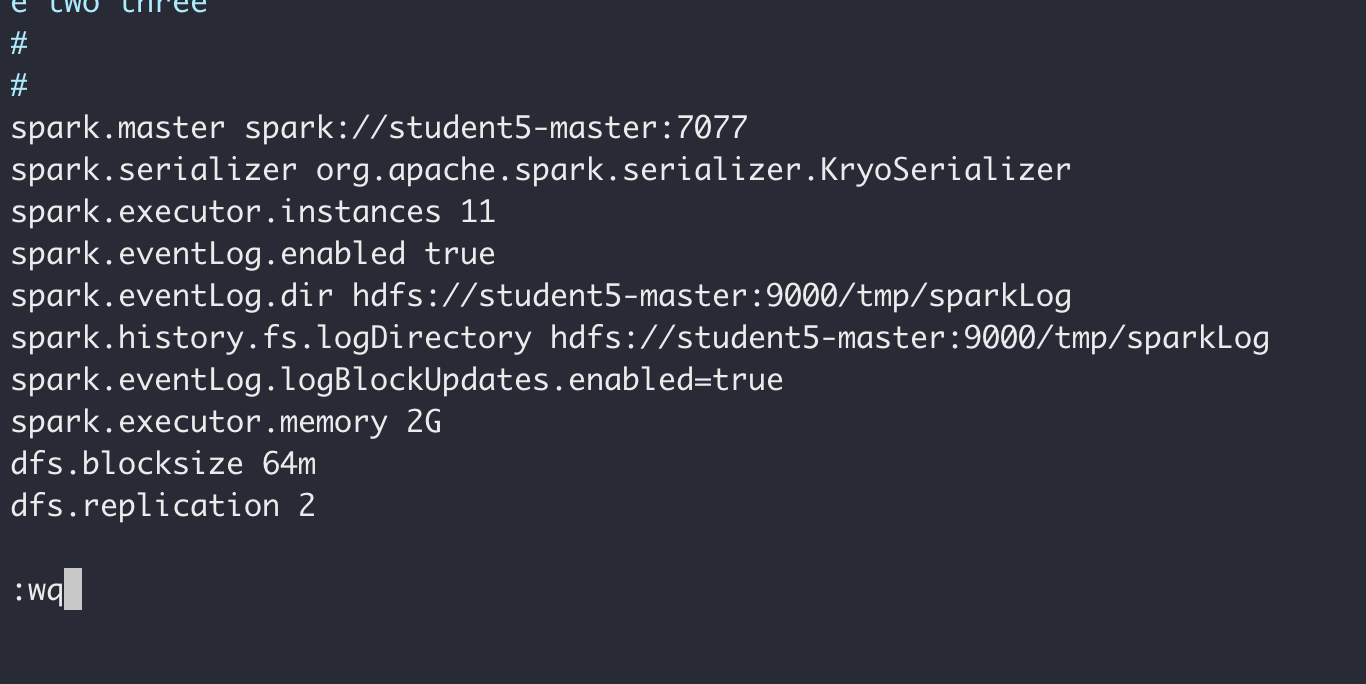 e two three
#
#
spark.master spark://student5-master:7077
spark.serializer org.apache.spark.serializer.KryoSerializer
spark.executor.instances 11
spark.eventLog.enabled true
spark.eventLog.dir hdfs://student5-master:9000/tmp/sparkLog
spark.history.fs.logDirectory hdfs://student5-master:9000/tmp/sparkLog
spark.eventLog.logBlockUpdates.enabled=true
spark.executor.memory 2G
dfs.blocksize 64m
dfs.replication 2
:wq